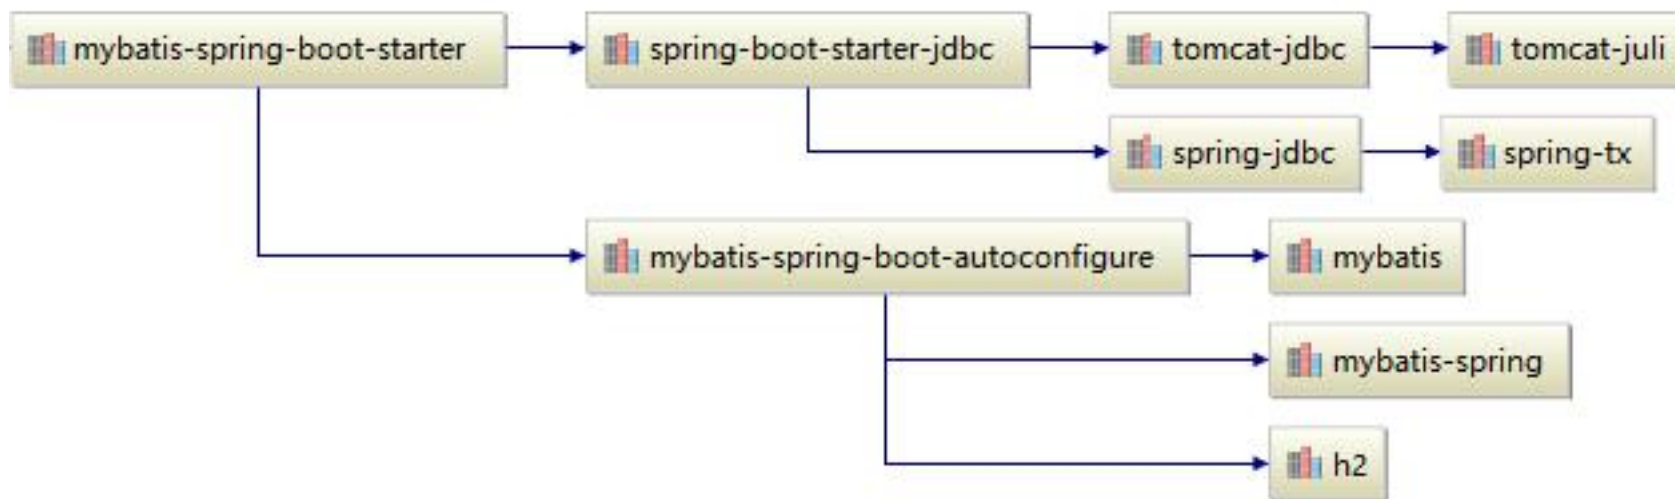 mybatis-spring-boot-starter
spring-boot-starter-jdbc
tomcat-jdbc
tomcat-juli
spring-jdbc
spring-tx
mybatis-spring-boot-autoconfigure
mybatis
mybatis-spring
h2